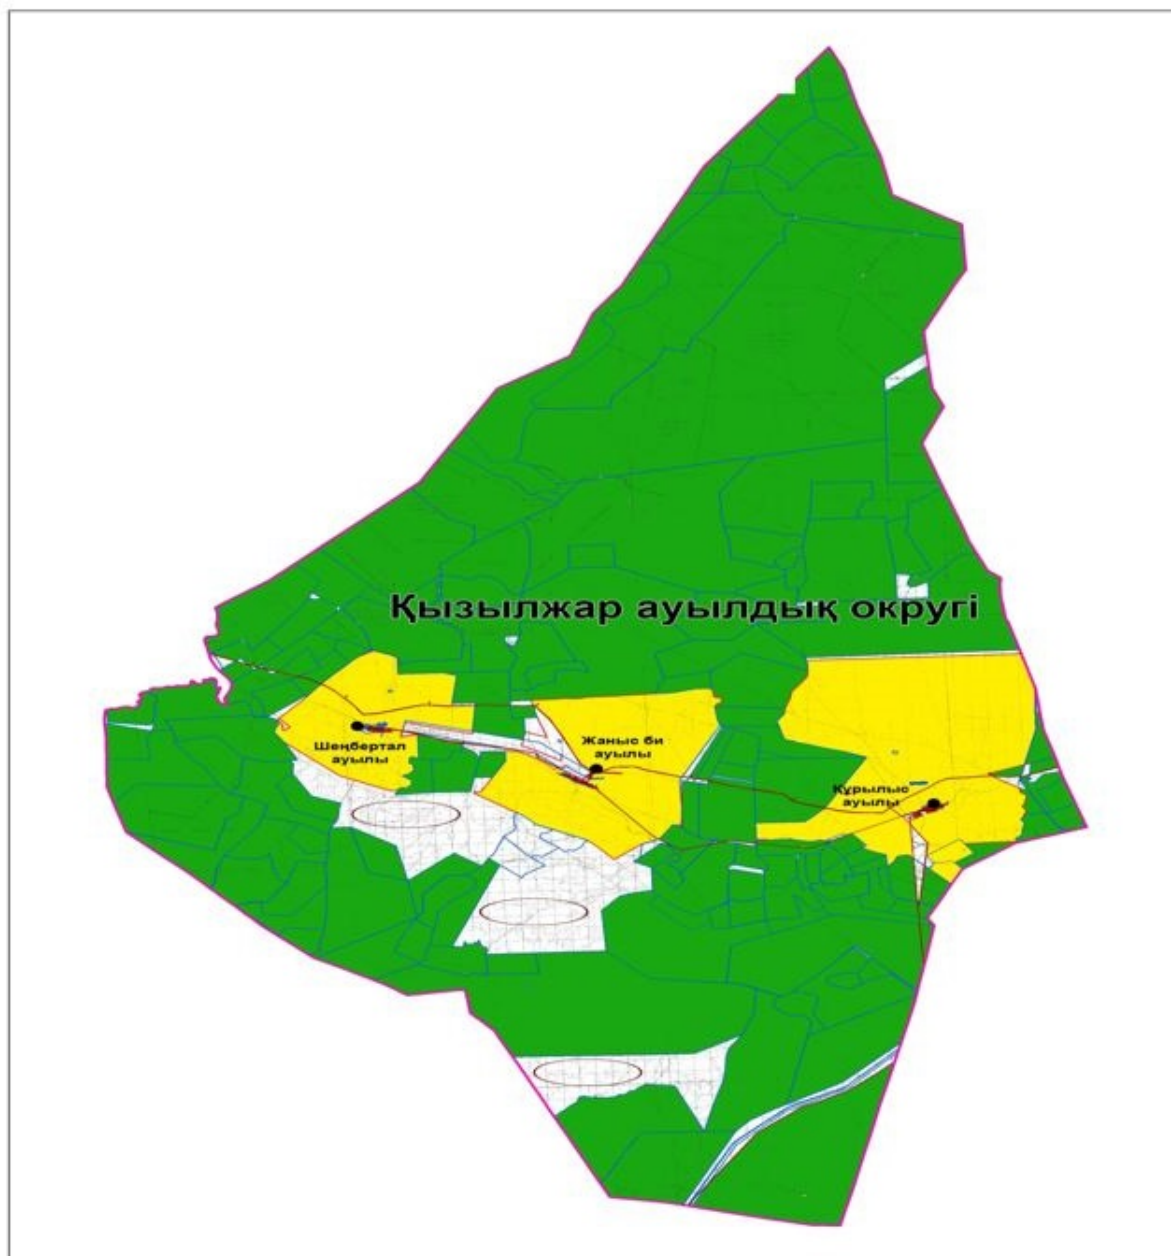 Қызылжар ауылдық округі
Шеңбертал
ауылы
Жаныс би
ауылы
Құрылыс
ауылы